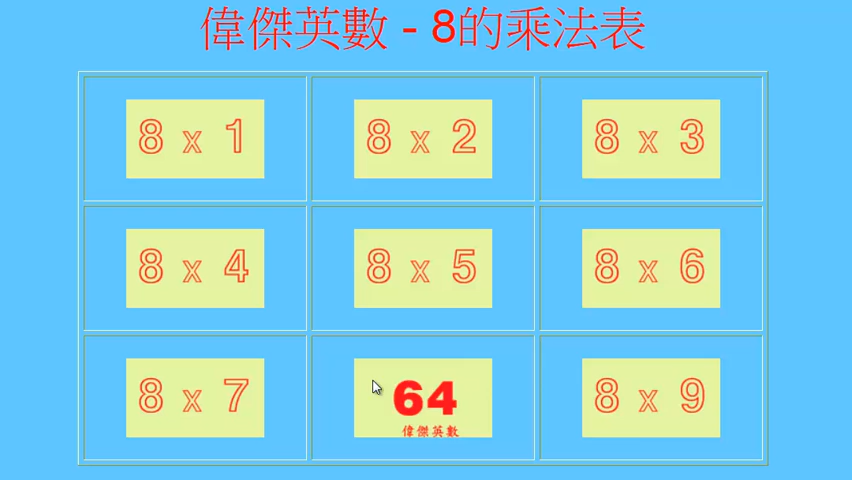 偉傑英數 - 8的乘法表
8 x 1
8 x 2
8 x 3
8 x 4
8 x 5
8 x 6
8 x 7
64
偉傑英數
8 x 9